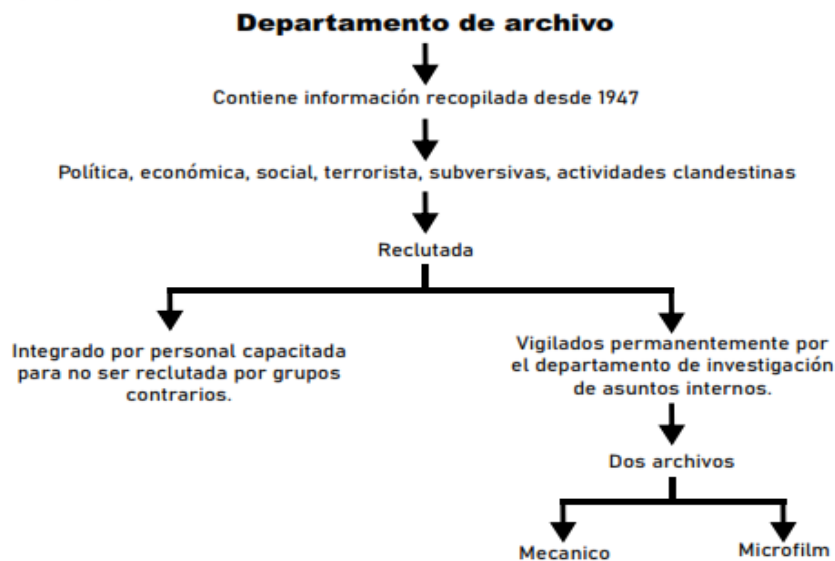 Departamento de archivo
Contiene información recopilada desde 1947
Política, económica, social, terrorista, subversivas, actividades clandestinas
Reclutada
Integrado por personal capacitada
para no ser reclutada por grupos
contrarios.
Vigilados permanentemente por
el departamento de investigación
de asuntos internos.
Dos archivos
Mecanico
Microfilm